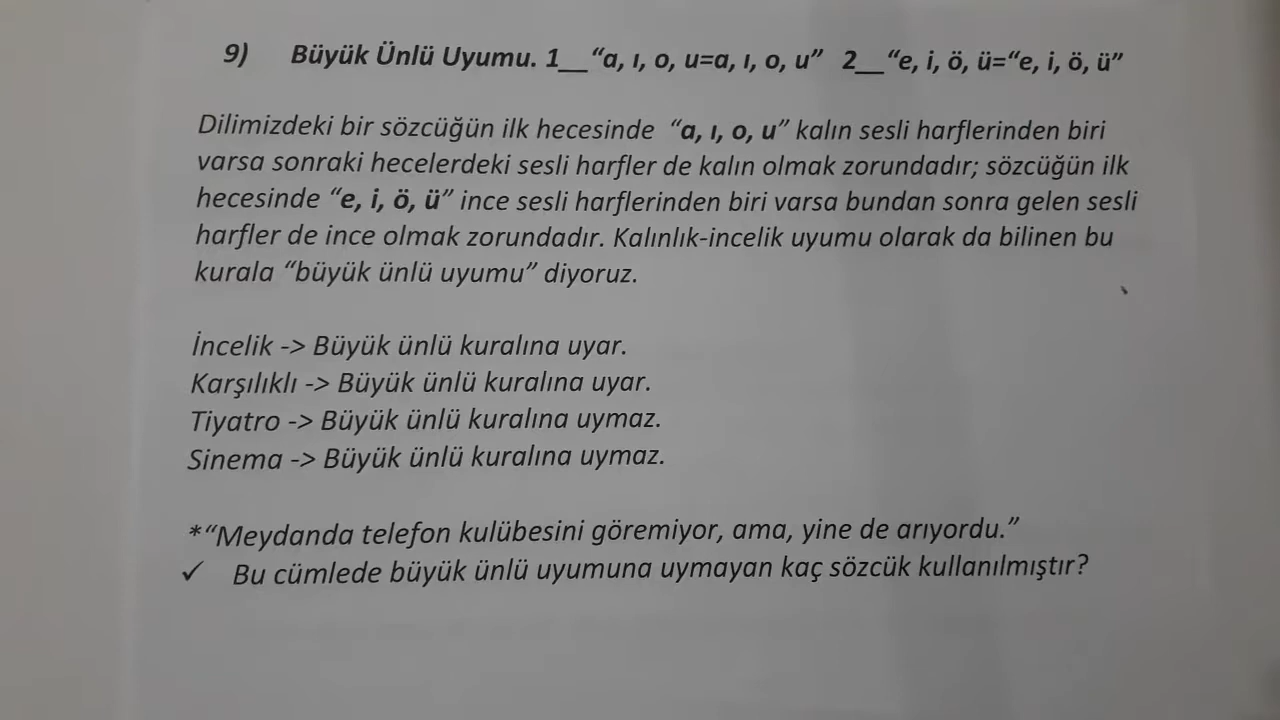 9) Büyük Ünlü Uyumu. 1__“a, ı, o, u=a, ı, o, u” 2__“e, i, ö, ü=“e, i, ö, ü”
Dilimizdeki bir sözcüğün ilk hecesinde “a, ı, o, u” kalın sesli harflerinden biri
varsa sonraki hecelerdeki sesli harfler de kalın olmak zorundadır; sözcüğün ilk
hecesinde “e, i, ö, ü” ince sesli harflerinden biri varsa bundan sonra gelen sesli
harfler de ince olmak zorundadır. Kalınlık-incelik uyumu olarak da bilinen bu
kurala “büyük ünlü uyumu” diyoruz.
İncelik -> Büyük ünlü kuralına uyar.
Karşılıklı -> Büyük ünlü kuralına uyar.
Tiyatro -> Büyük ünlü kuralına uymaz.
Sinema -> Büyük ünlü kuralına uymaz.
*“Meydanda telefon kulübesini göremiyor, ama, yine de arıyordu.”
✓ Bu cümlede büyük ünlü uyumuna uymayan kaç sözcük kullanılmıştır?